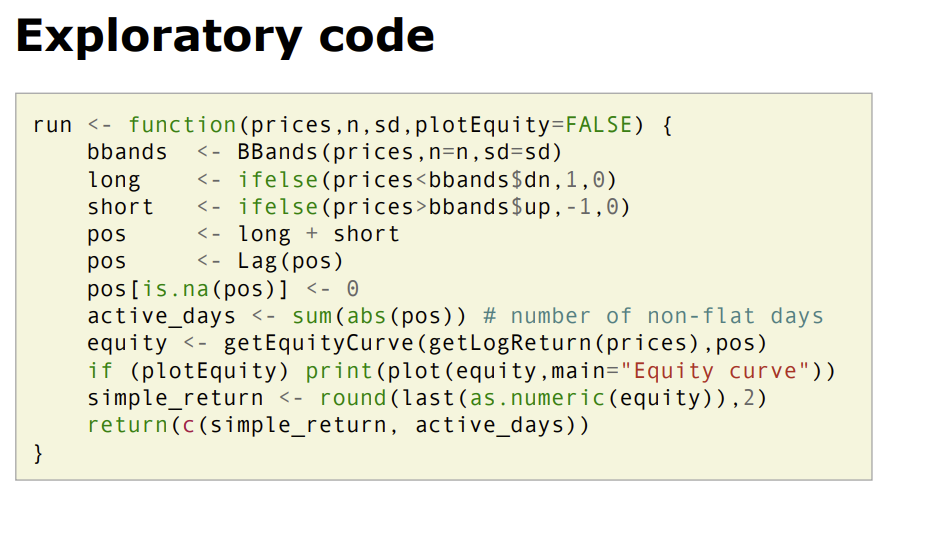 Exploratory code
run <- function(prices,n,sd,plotEquity=FALSE) {
    bbands  <- BBands(prices,n=n,sd=sd)
    long    <- ifelse(prices<bbands$dn,1,0)
    short   <- ifelse(prices>bbands$up,-1,0)
    pos     <- long + short
    pos     <- Lag(pos)
    pos[is.na(pos)] <- 0
    active_days <- sum(abs(pos)) # number of non-flat days
    equity <- getEquityCurve(getLogReturn(prices),pos)
    if (plotEquity) print(plot(equity,main="Equity curve"))
    simple_return <- round(last(as.numeric(equity)),2)
    return(c(simple_return, active_days))
}